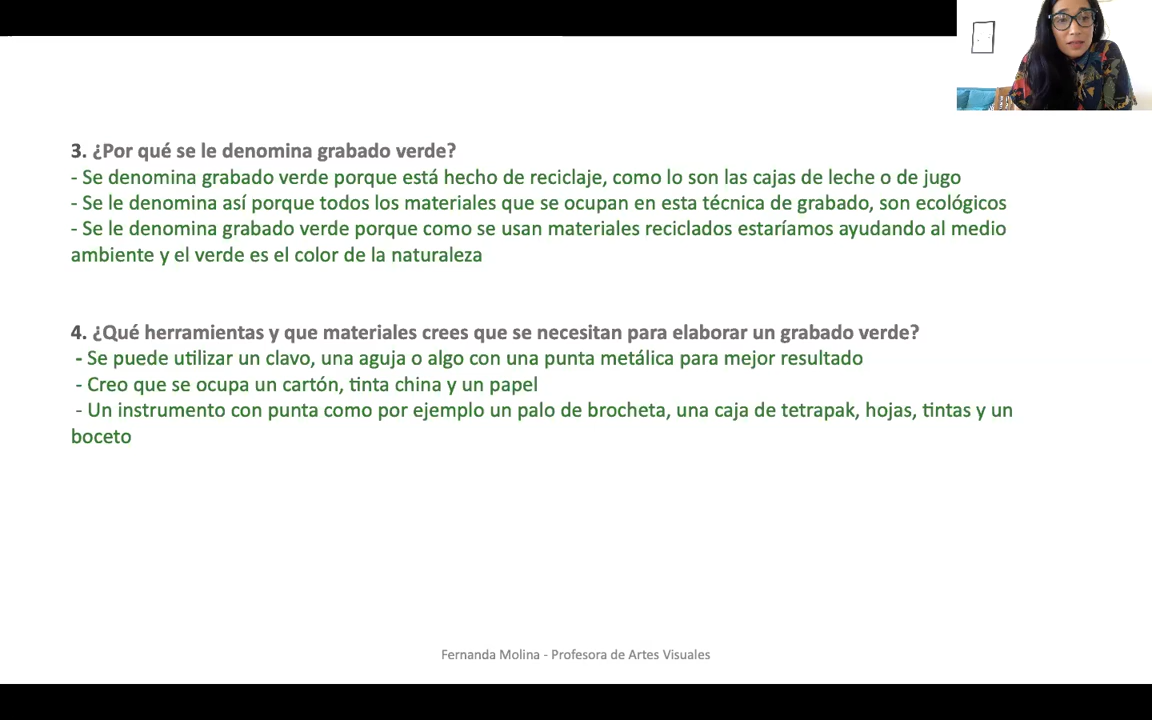 3. ¿Por qué se le denomina grabado verde?
- Se denomina grabado verde porque está hecho de reciclaje, como lo son las cajas de leche o de jugo
- Se le denomina así porque todos los materiales que se ocupan en esta técnica de grabado, son ecológicos
- Se le denomina grabado verde porque como se usan materiales reciclados estaríamos ayudando al medio
ambiente y el verde es el color de la naturaleza
4. ¿Qué herramientas y que materiales crees que se necesitan para elaborar un grabado verde?
- Se puede utilizar un clavo, una aguja o algo con una punta metálica para mejor resultado
- Creo que se ocupa un cartón, tinta china y un papel
- Un instrumento con punta como por ejemplo un palo de brocheta, una caja de tetrapak, hojas, tintas y un
boceto
Fernanda Molina - Profesora de Artes Visuales